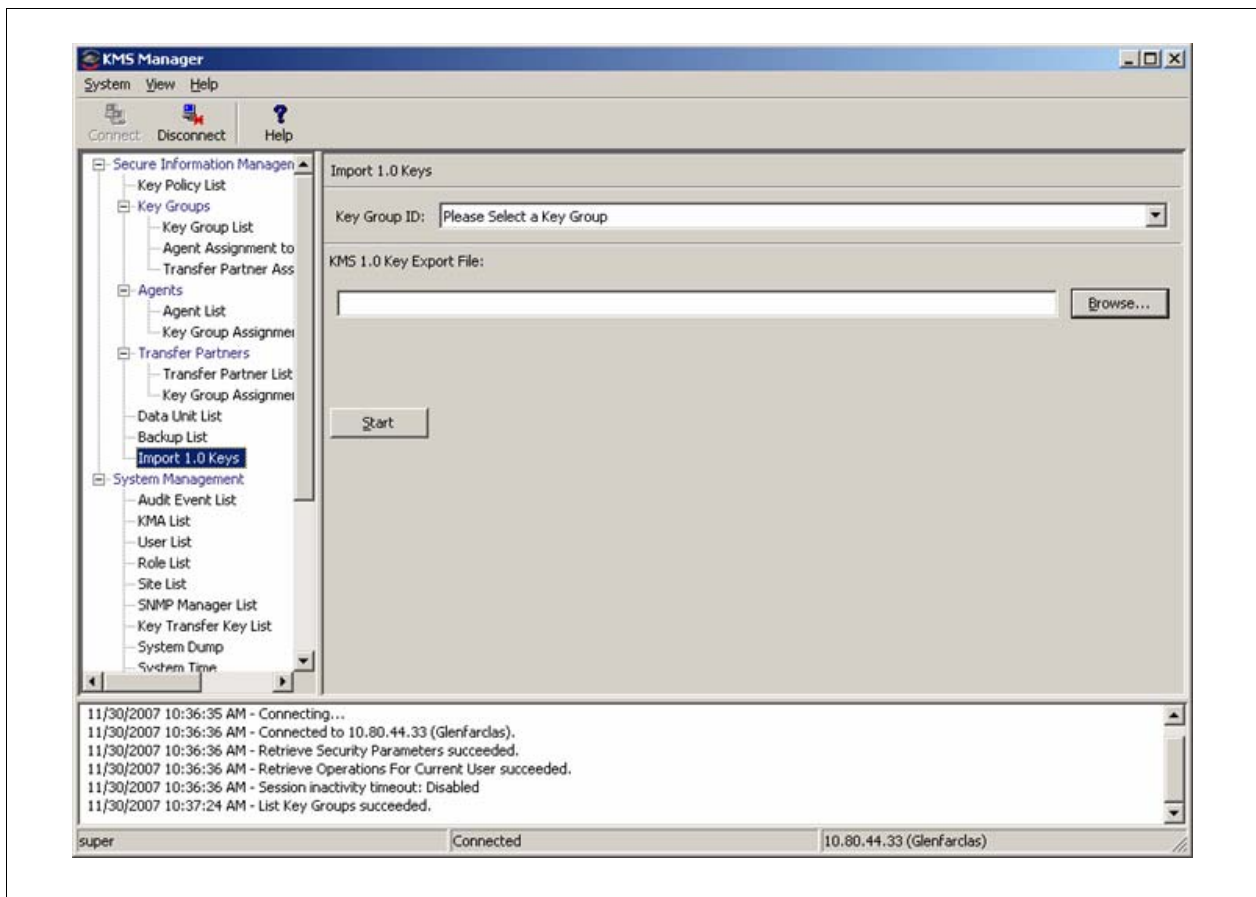 KMS Manager
System View Help
Connect Disconnect Help
Secure Information Managen
Key Policy List
Key Groups
Key Group List
Agent Assignment to
Transfer Partner Ass
Agents
Agent List
Key Group Assignmer
Transfer Partners
Transfer Partner List
Key Group Assignmer
Data Unit List
Backup List
Import 1.0 Keys
System Management
Audit Event List
KMA List
User List
Role List
Site List
SNMP Manager List
Key Transfer Key List
System Dump
System Time
Import 1.0 Keys
Key Group ID: Please Select a Key Group
KMS 1.0 Key Export File:
Browse...
Start
11/30/2007 10:36:35 AM - Connecting...
11/30/2007 10:36:36 AM - Connected to 10.80.44.33 (Glenfarclas).
11/30/2007 10:36:36 AM - Retrieve Security Parameters succeeded.
11/30/2007 10:36:36 AM - Retrieve Operations For Current User succeeded.
11/30/2007 10:36:36 AM - Session inactivity timeout: Disabled
11/30/2007 10:37:24 AM - List Key Groups succeeded.
super Connected 10.80.44.33 (Glenfarclas)